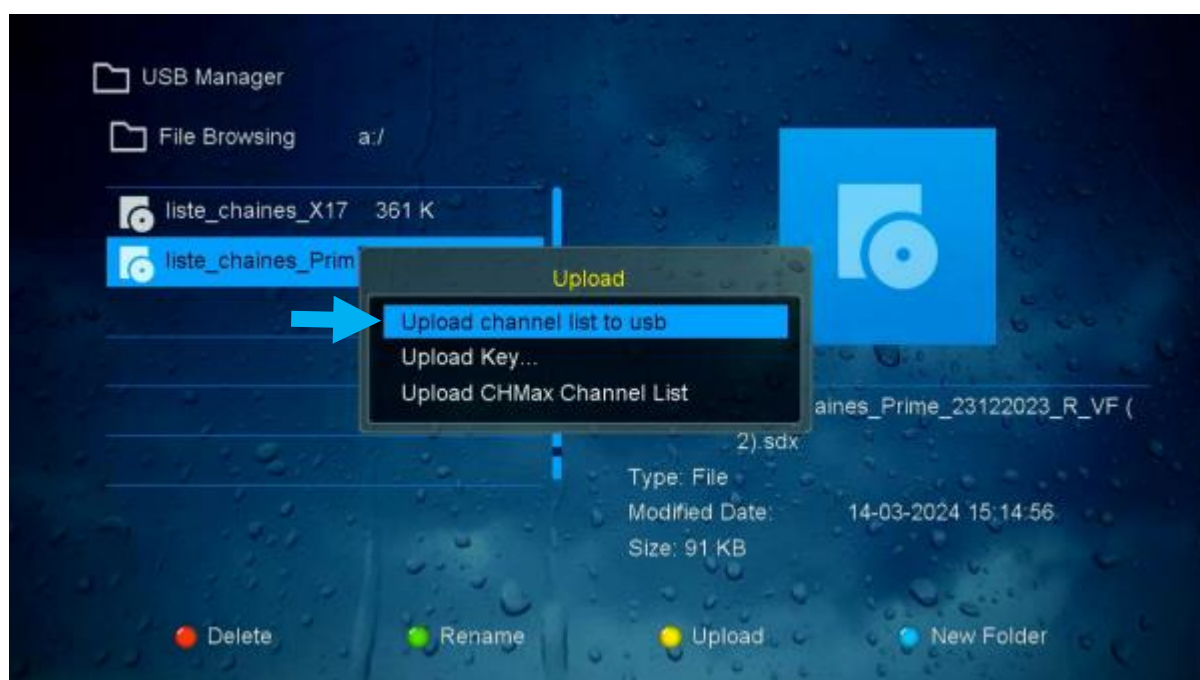 USB Manager
File Browsing a:/
liste_chaines_X17 361 K
liste_chaines_Prim
Upload
Upload channel list to usb
Upload Key...
Upload CHMax Channel List
aines_Prime_23122023_R_VF (
2).sdx
Type: File
Modified Date: 14-03-2024 15:14:56
Size: 91 KB
Delete Rename Upload New Folder